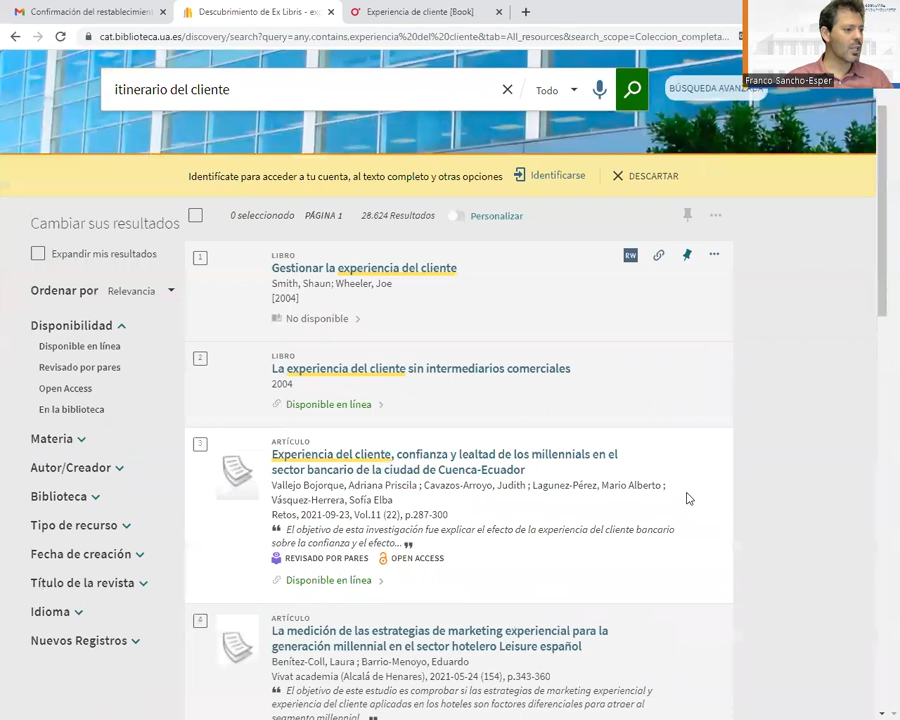 Confirmación del restablecimient
Descubrimiento de Ex Libris - exp
Experiencia de cliente [Book]
cat.biblioteca.ua.es/discovery/search?query=any,contains,experiencia%20del%20cliente&tab=All_resources&search_scope=Coleccion_completa...
Franco Sancho-Esper
itinerario del cliente
Todo
BÚSQUEDA AVANZADA
Identifícate para acceder a tu cuenta, al texto completo y otras opciones
Identificarse
DESCARTAR
Cambiar sus resultados
0 seleccionado
PÁGINA 1
28.624 Resultados
Personalizar
Expandir mis resultados
Ordenar por Relevancia
Disponibilidad
Disponible en línea
Revisado por pares
Open Access
En la biblioteca
Materia
Autor/Creador
Biblioteca
Tipo de recurso
Fecha de creación
Título de la revista
Idioma
Nuevos Registros
1
LIBRO
RW
Gestionar la experiencia del cliente
Smith, Shaun; Wheeler, Joe
[2004]
No disponible
2
LIBRO
La experiencia del cliente sin intermediarios comerciales
2004
Disponible en línea
3
ARTÍCULO
Experiencia del cliente, confianza y lealtad de los millennials en el
sector bancario de la ciudad de Cuenca-Ecuador
Vallejo Bojorque, Adriana Priscila ; Cavazos-Arroyo, Judith ; Lagunez-Pérez, Mario Alberto ;
Vásquez-Herrera, Sofía Elba
Retos, 2021-09-23, Vol.11 (22), p.287-300
❝ El objetivo de esta investigación fue explicar el efecto de la experiencia del cliente bancario
sobre la confianza y el efecto... ❞
REVISADO POR PARES
OPEN ACCESS
Disponible en línea
4
ARTÍCULO
La medición de las estrategias de marketing experiencial para la
generación millennial en el sector hotelero Leisure español
Benítez-Coll, Laura ; Barrio-Menoyo, Eduardo
Vivat academia (Alcalá de Henares), 2021-05-24 (154), p.343-360
❝ El objetivo de este estudio es comprobar si las estrategias de marketing experiencial y
experiencia del cliente aplicadas en los hoteles son factores diferenciales para atraer al
segmento millennial... ❞